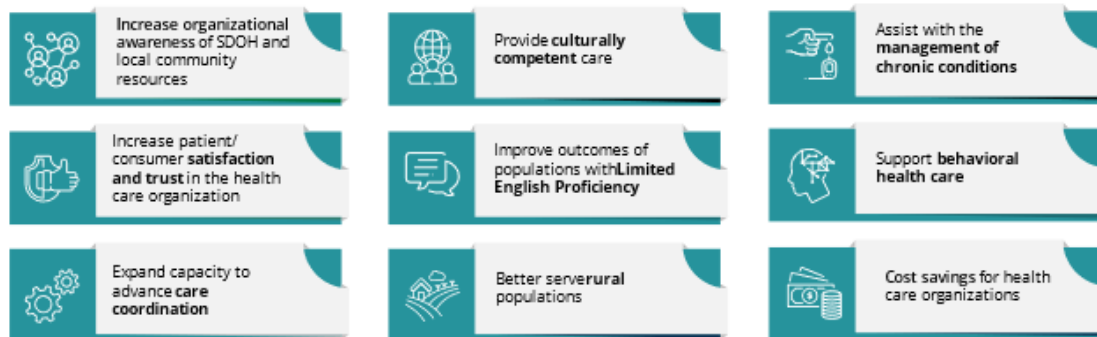 Increase organizational
awareness of SDOH and
local community
resources
Provide culturally
competent care
Assist with the
management of
chronic conditions
Increase patient/
consumer satisfaction
and trust in the health
care organization
Improve outcomes of
populations withLimited
English Proficiency
Support behavioral
health care
Expand capacity to
advance care
coordination
Better serverural
populations
Cost savings for health
care organizations